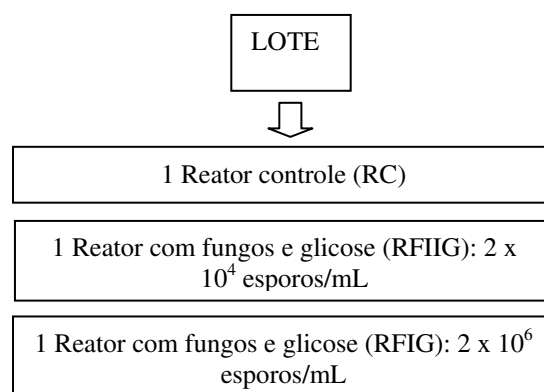 LOTE
1 Reator controle (RC)
1 Reator com fungos e glicose (RFIIG): 2 x
10⁴ esporos/mL
1 Reator com fungos e glicose (RFIG): 2 x 10⁶
esporos/mL